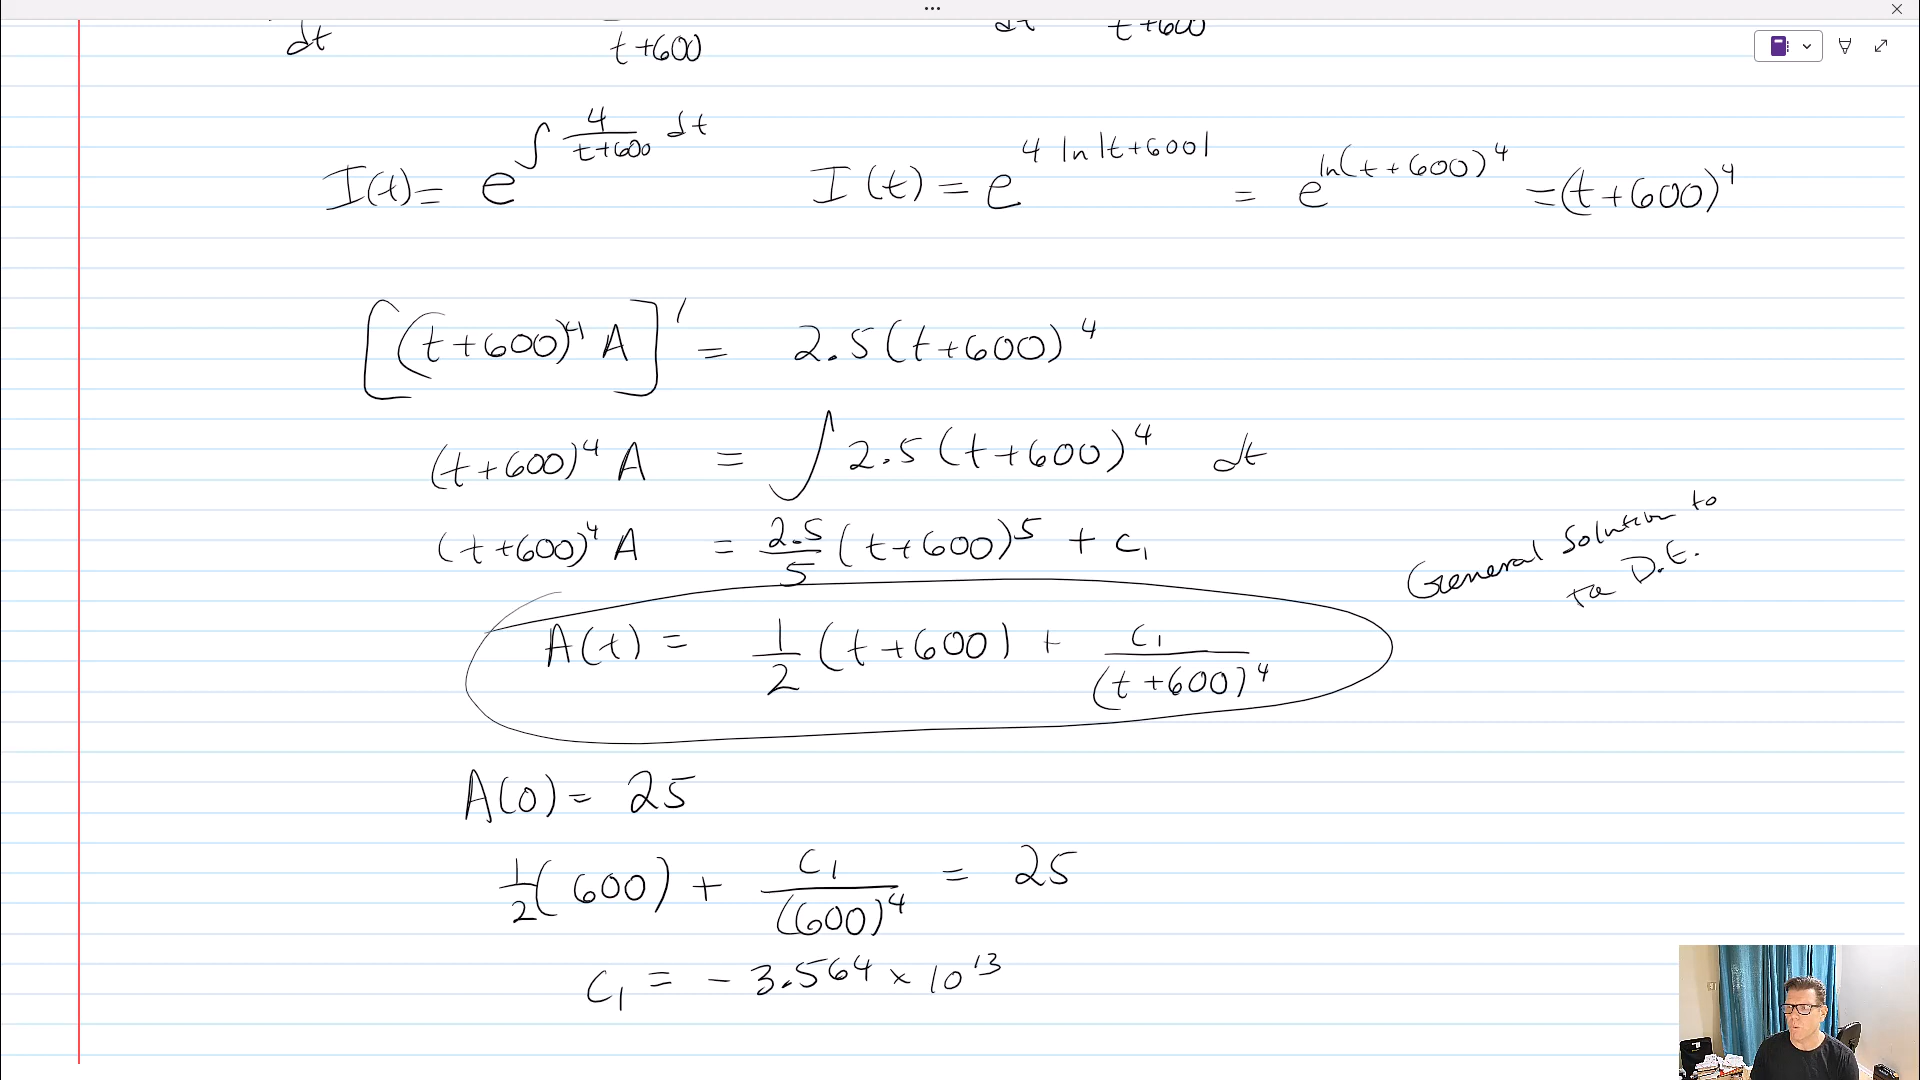 dt t+600 dt t+600
I(t)= e^{∫ 4/(t+600) dt} I(t) = e^{4 ln|t+600|} = e^{ln(t+600)^4} =(t+600)^4
[(t+600)^4 A]' = 2.5(t+600)^4
(t+600)^4 A = ∫ 2.5(t+600)^4 dt
(t+600)^4 A = 2.5/5 (t+600)^5 + C₁
General Solution to
the D.E.
A(t) = 1/2 (t+600) + C₁/(t+600)^4
A(0) = 25
1/2(600) + C₁/(600)^4 = 25
C₁ = -3.564 × 10^13